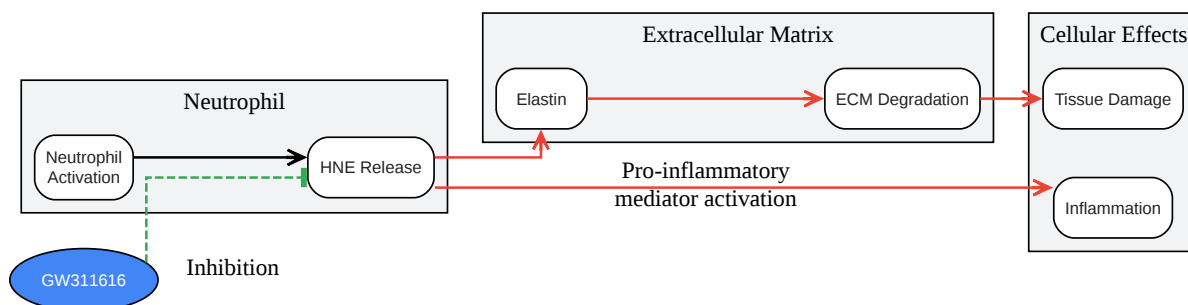 Extracellular Matrix
Cellular Effects
Neutrophil
Elastin
ECM Degradation
Tissue Damage
Neutrophil
Activation
HNE Release
Pro-inflammatory
mediator activation
Inflammation
GW311616
Inhibition